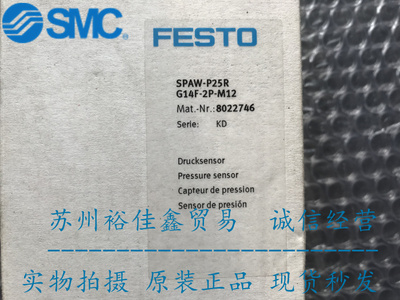 SMC
FESTO
SPAW-P25R
G14F-2P-M12
Mat.-Nr.:8022746
Serie: KD
Drucksensor
Pressure sensor
Capteur de pression
Sensor de presión
苏州裕佳鑫贸易 诚信经营
实物拍摄 原装正品 现货秒发